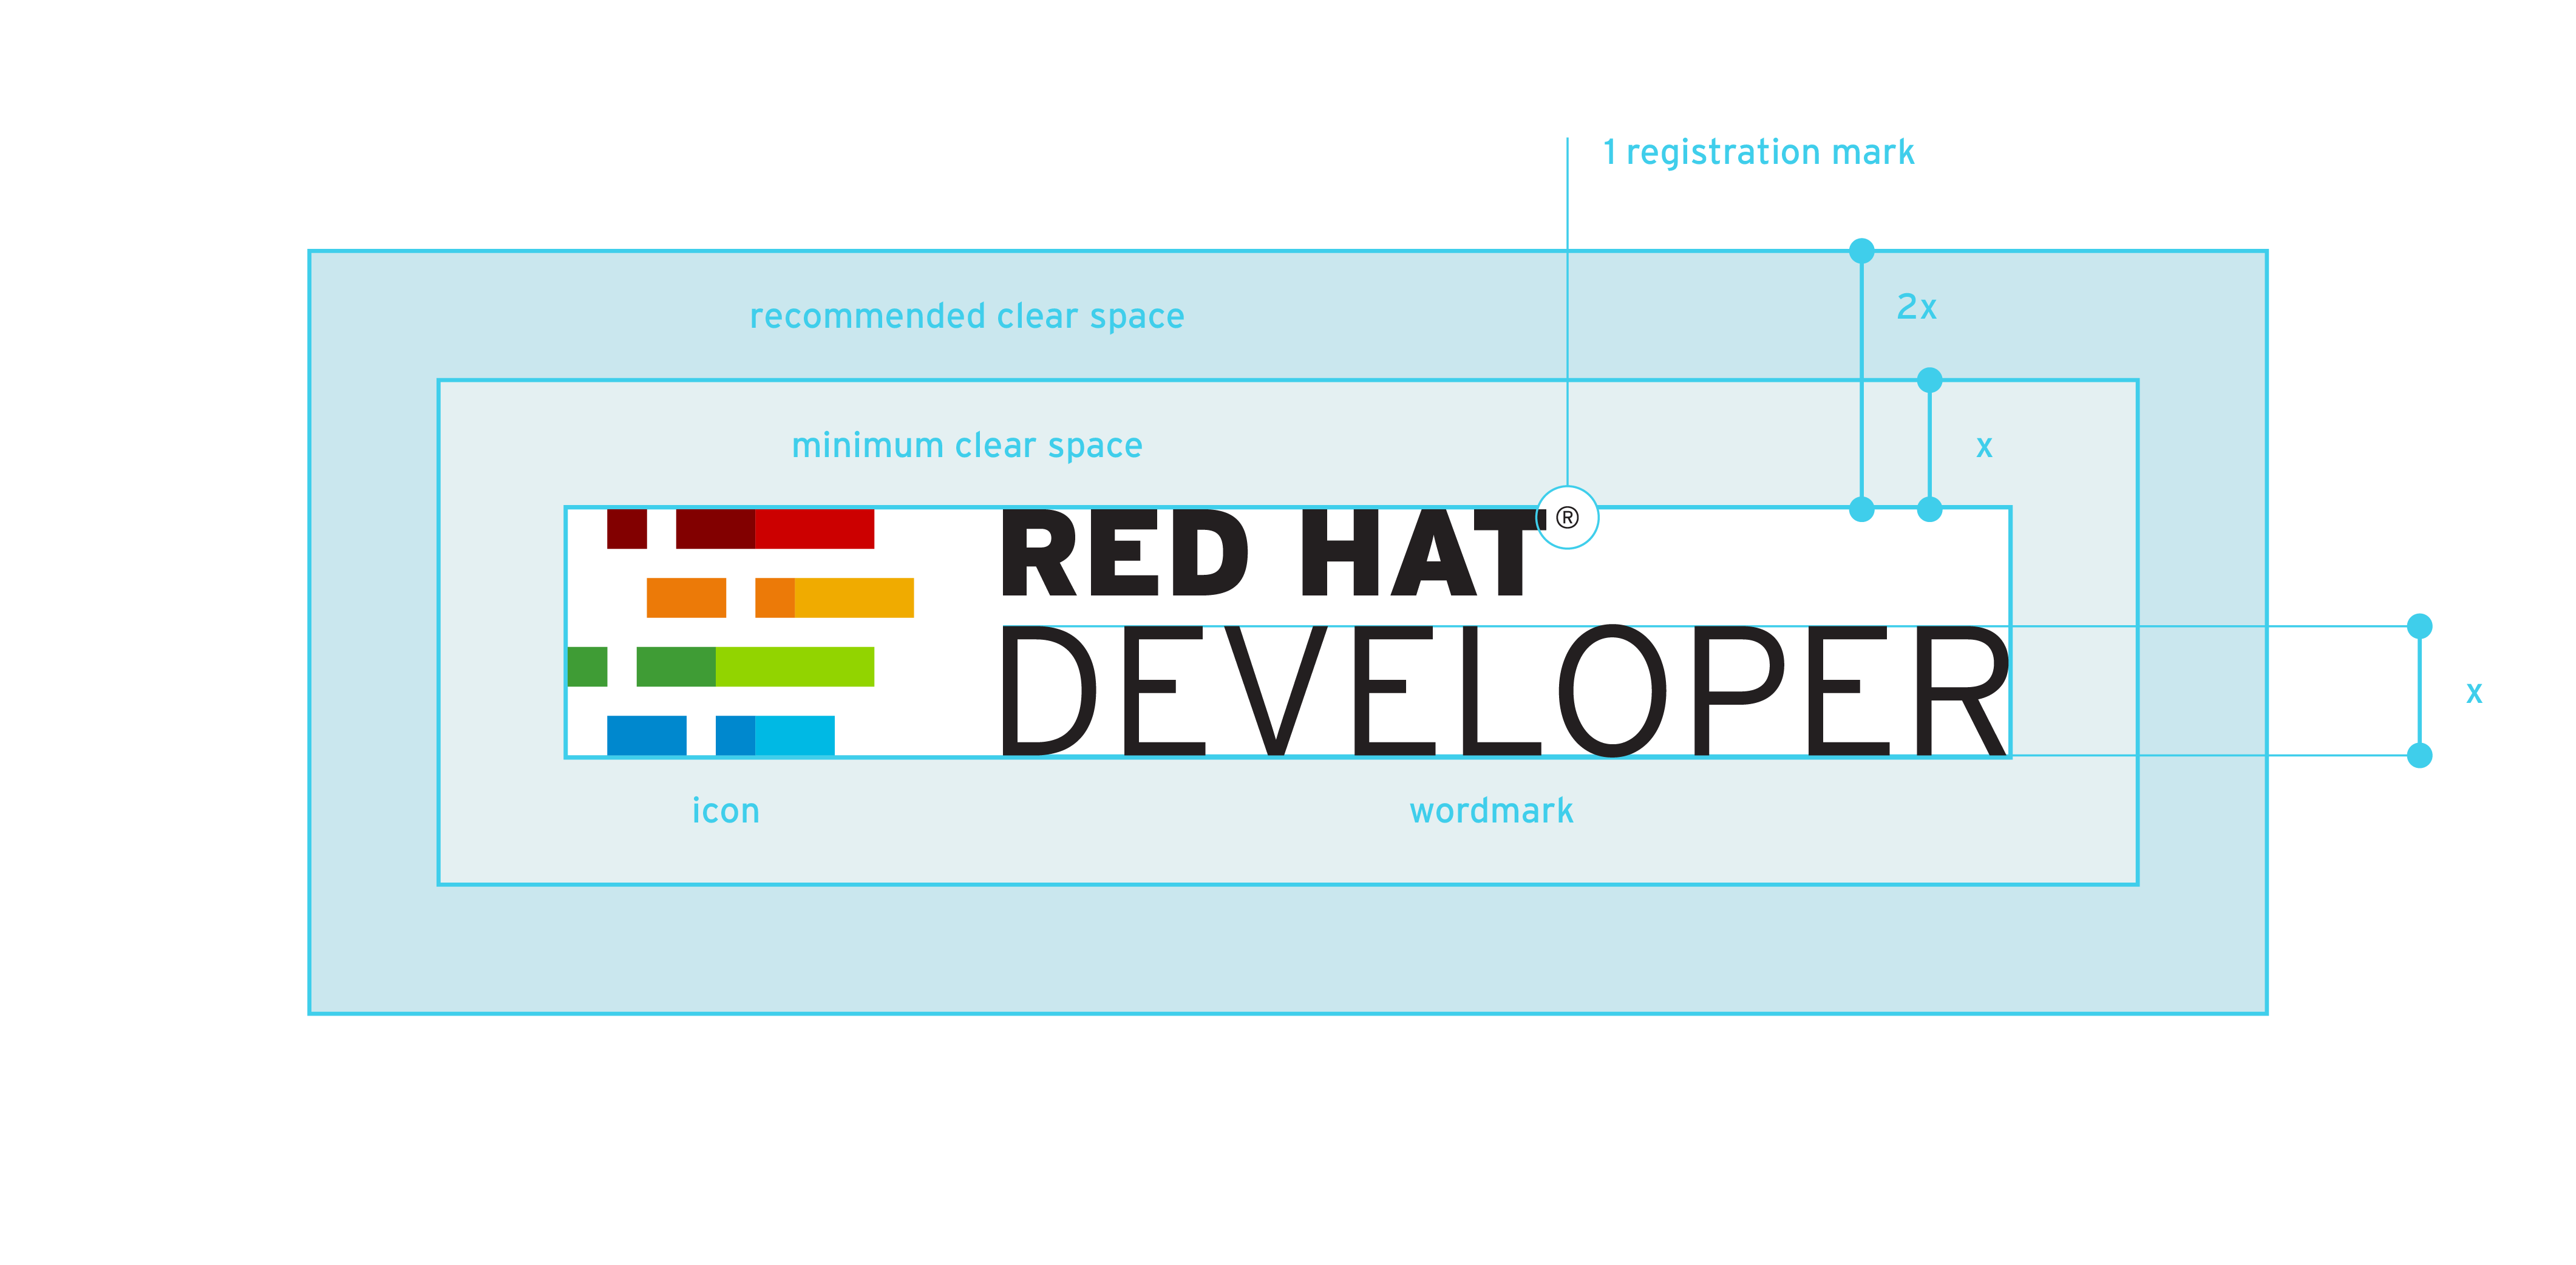 1 registration mark
recommended clear space
2x
minimum clear space
x
RED HAT®
DEVELOPER
x
icon
wordmark